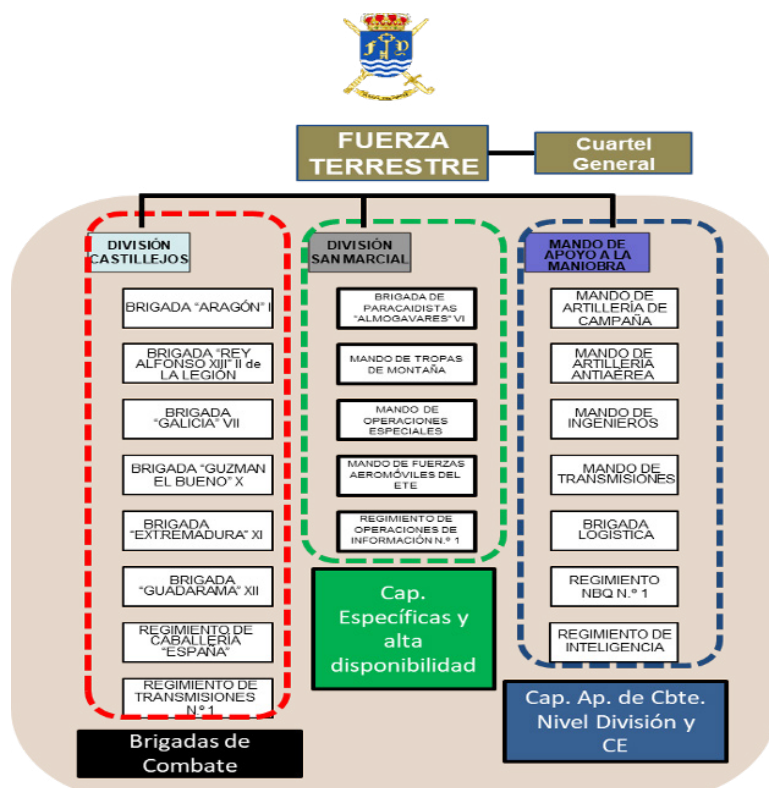 FUERZA
TERRESTRE
Cuartel
General
DIVISIÓN
CASTILLEJOS
BRIGADA "ARAGÓN" I
BRIGADA "REY
ALFONSO XIII" II de
LA LEGIÓN
BRIGADA
"GALICIA" VII
BRIGADA "GUZMAN
EL BUENO" X
BRIGADA
"EXTREMADURA" XI
BRIGADA
"GUADARRAMA" XII
REGIMIENTO DE
CABALLERÍA
"ESPAÑA"
REGIMIENTO DE
TRANSMISIONES
N.º 1
Brigadas de
Combate
DIVISIÓN
SAN MARCIAL
BRIGADA DE
PARACAIDISTAS
"ALMOGAVARES" VI
MANDO DE TROPAS
DE MONTAÑA
MANDO DE
OPERACIONES
ESPECIALES
MANDO DE FUERZAS
AEROMÓVILES DEL
ETE
REGIMIENTO DE
OPERACIONES DE
INFORMACIÓN N.º 1
Cap.
Específicas y
alta
disponibilidad
MANDO DE
APOYO A LA
MANIOBRA
MANDO DE
ARTILLERÍA DE
CAMPAÑA
MANDO DE
ARTILLERÍA
ANTIAÉREA
MANDO DE
INGENIEROS
MANDO DE
TRANSMISIONES
BRIGADA
LOGÍSTICA
REGIMIENTO
NBQ N.º 1
REGIMIENTO DE
INTELIGENCIA
Cap. Ap. de Cbte.
Nivel División y
CE